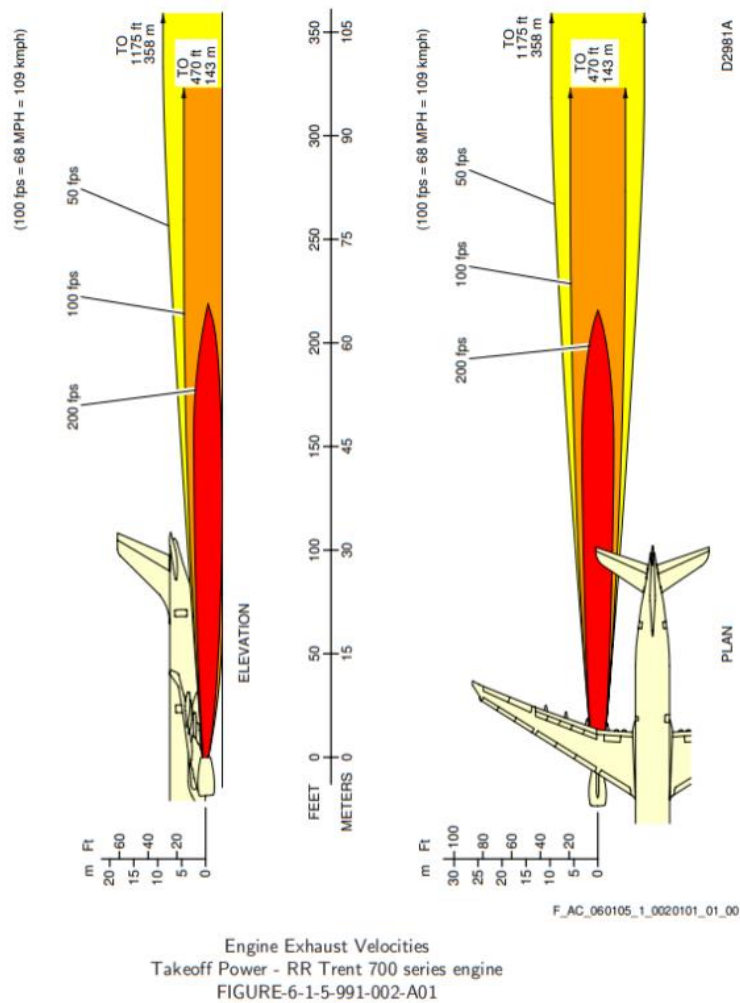 (100 fps = 68 MPH = 109 kmph)
TO
1175 ft
358 m
TO
470 ft
143 m
50 fps
100 fps
200 fps
ELEVATION
m Ft
20 60
15
10 40
5 20
0
FEET 0 50 100 150 200 250 300 350
METERS 0 15 30 45 60 75 90 105
(100 fps = 68 MPH = 109 kmph)
TO
1175 ft
358 m
TO
470 ft
143 m
50 fps
100 fps
200 fps
PLAN
D2981A
m Ft
30 100
25 80
20 60
15
10 40
5 20
0
F_AC_060105_1_0020101_01_00
Engine Exhaust Velocities
Takeoff Power - RR Trent 700 series engine
FIGURE-6-1-5-991-002-A01